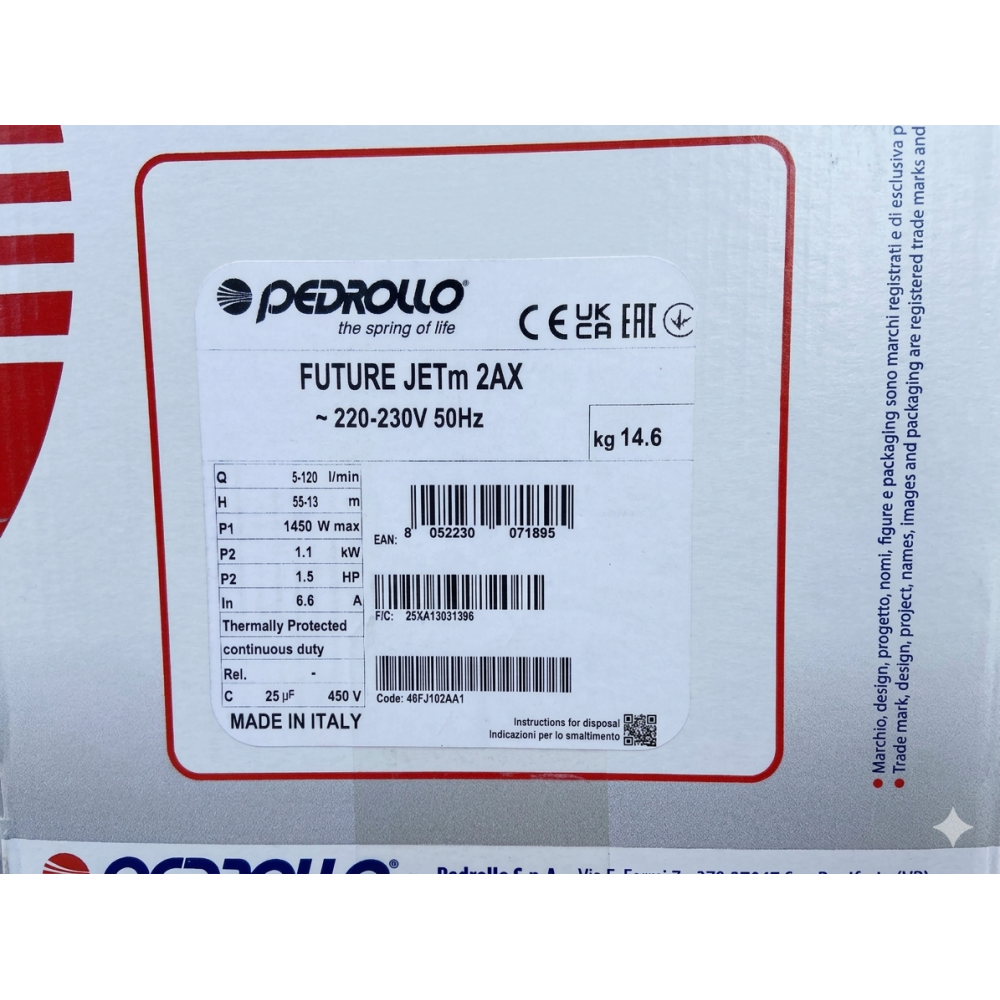 PEDROLLO®
the spring of life
CE UK CA EAC
FUTURE JETm 2AX
~ 220-230V 50Hz
kg 14.6
Q 5-120 l/min
H 55-13 m
P1 1450 W max
P2 1.1 kW
P2 1.5 HP
In 6.6 A
Thermally Protected
continuous duty
Rel. -
C 25 µF 450 V
MADE IN ITALY
EAN: 8 052230 071895
F/C: 25XA13031396
Code: 46FJ102AA1
Instructions for disposal
Indicazioni per lo smaltimento
• Marchio, design, progetto, nomi, figure e packaging sono marchi registrati e di esclusiva p
• Trade mark, design, project, names, images and packaging are registered trade marks and
PEDROLLO®
Pedrollo S.p.A.